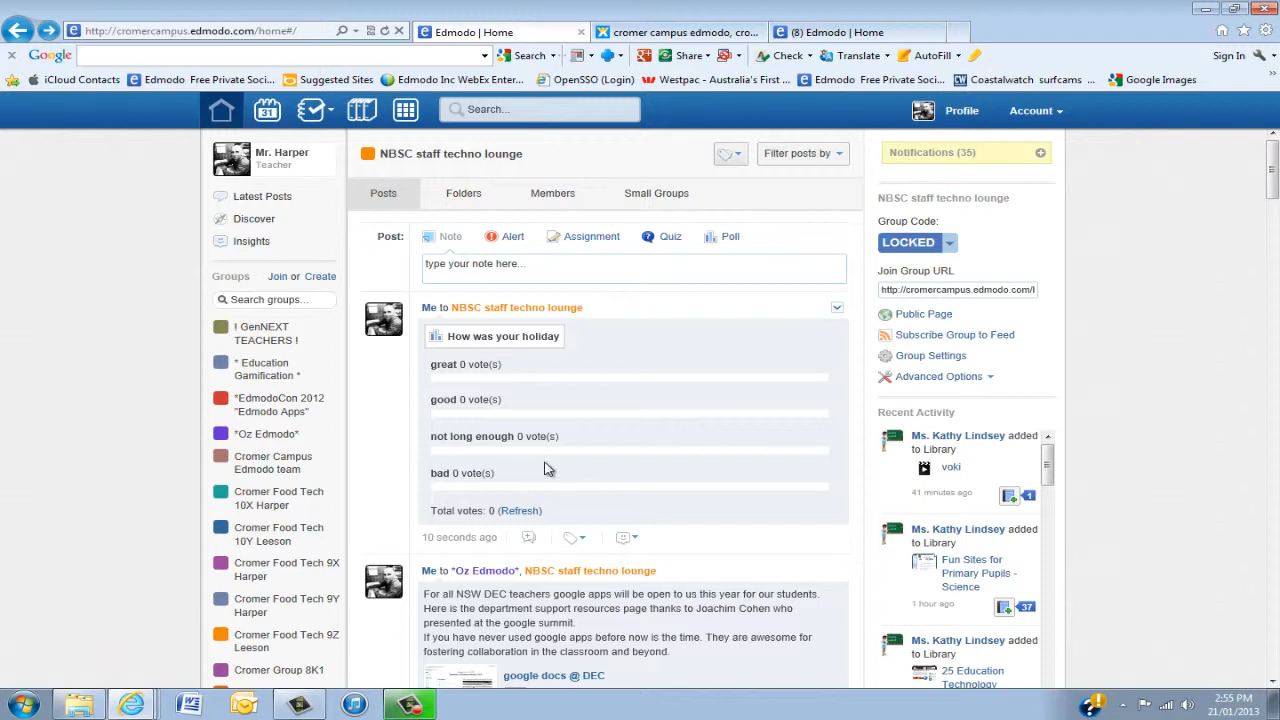 http://cromercampus.edmodo.com/home#/
Edmodo | Home
cromer campus edmodo, cro...
(8) Edmodo | Home
Google
Search
Share
Check
Translate
AutoFill
Sign In
iCloud Contacts
Edmodo Free Private Soci...
Suggested Sites
Edmodo Inc WebEx Enter...
OpenSSO (Login)
Westpac - Australia's First ...
Edmodo Free Private Soci...
Coastalwatch surfcams
Google Images
31
Search...
Profile
Account
Mr. Harper
Teacher
Latest Posts
Discover
Insights
Groups Join or Create
Search groups...
! GenNEXT
TEACHERS !
* Education
Gamification *
*EdmodoCon 2012
"Edmodo Apps"
*Oz Edmodo*
Cromer Campus
Edmodo team
Cromer Food Tech
10X Harper
Cromer Food Tech
10Y Leeson
Cromer Food Tech 9X
Harper
Cromer Food Tech 9Y
Harper
Cromer Food Tech 9Z
Leeson
Cromer Group 8K1
NBSC staff techno lounge
Filter posts by
Posts
Folders
Members
Small Groups
Post:
Note
Alert
Assignment
Quiz
Poll
type your note here...
Me to NBSC staff techno lounge
How was your holiday
great 0 vote(s)
good 0 vote(s)
not long enough 0 vote(s)
bad 0 vote(s)
Total votes: 0 (Refresh)
10 seconds ago
Me to *Oz Edmodo*, NBSC staff techno lounge
For all NSW DEC teachers google apps will be open to us this year for our students.
Here is the department support resources page thanks to Joachim Cohen who
presented at the google summit.
If you have never used google apps before now is the time. They are awesome for
fostering collaboration in the classroom and beyond.
google docs @ DEC
Notifications (35)
NBSC staff techno lounge
Group Code:
LOCKED
Join Group URL
http://cromercampus.edmodo.com/
Public Page
Subscribe Group to Feed
Group Settings
Advanced Options
Recent Activity
Ms. Kathy Lindsey added
to Library
voki
41 minutes ago
1
Ms. Kathy Lindsey added
to Library
Fun Sites for
Primary Pupils -
Science
1 hour ago
37
Ms. Kathy Lindsey added
to Library
25 Education
Technology
2:55 PM
21/01/2013